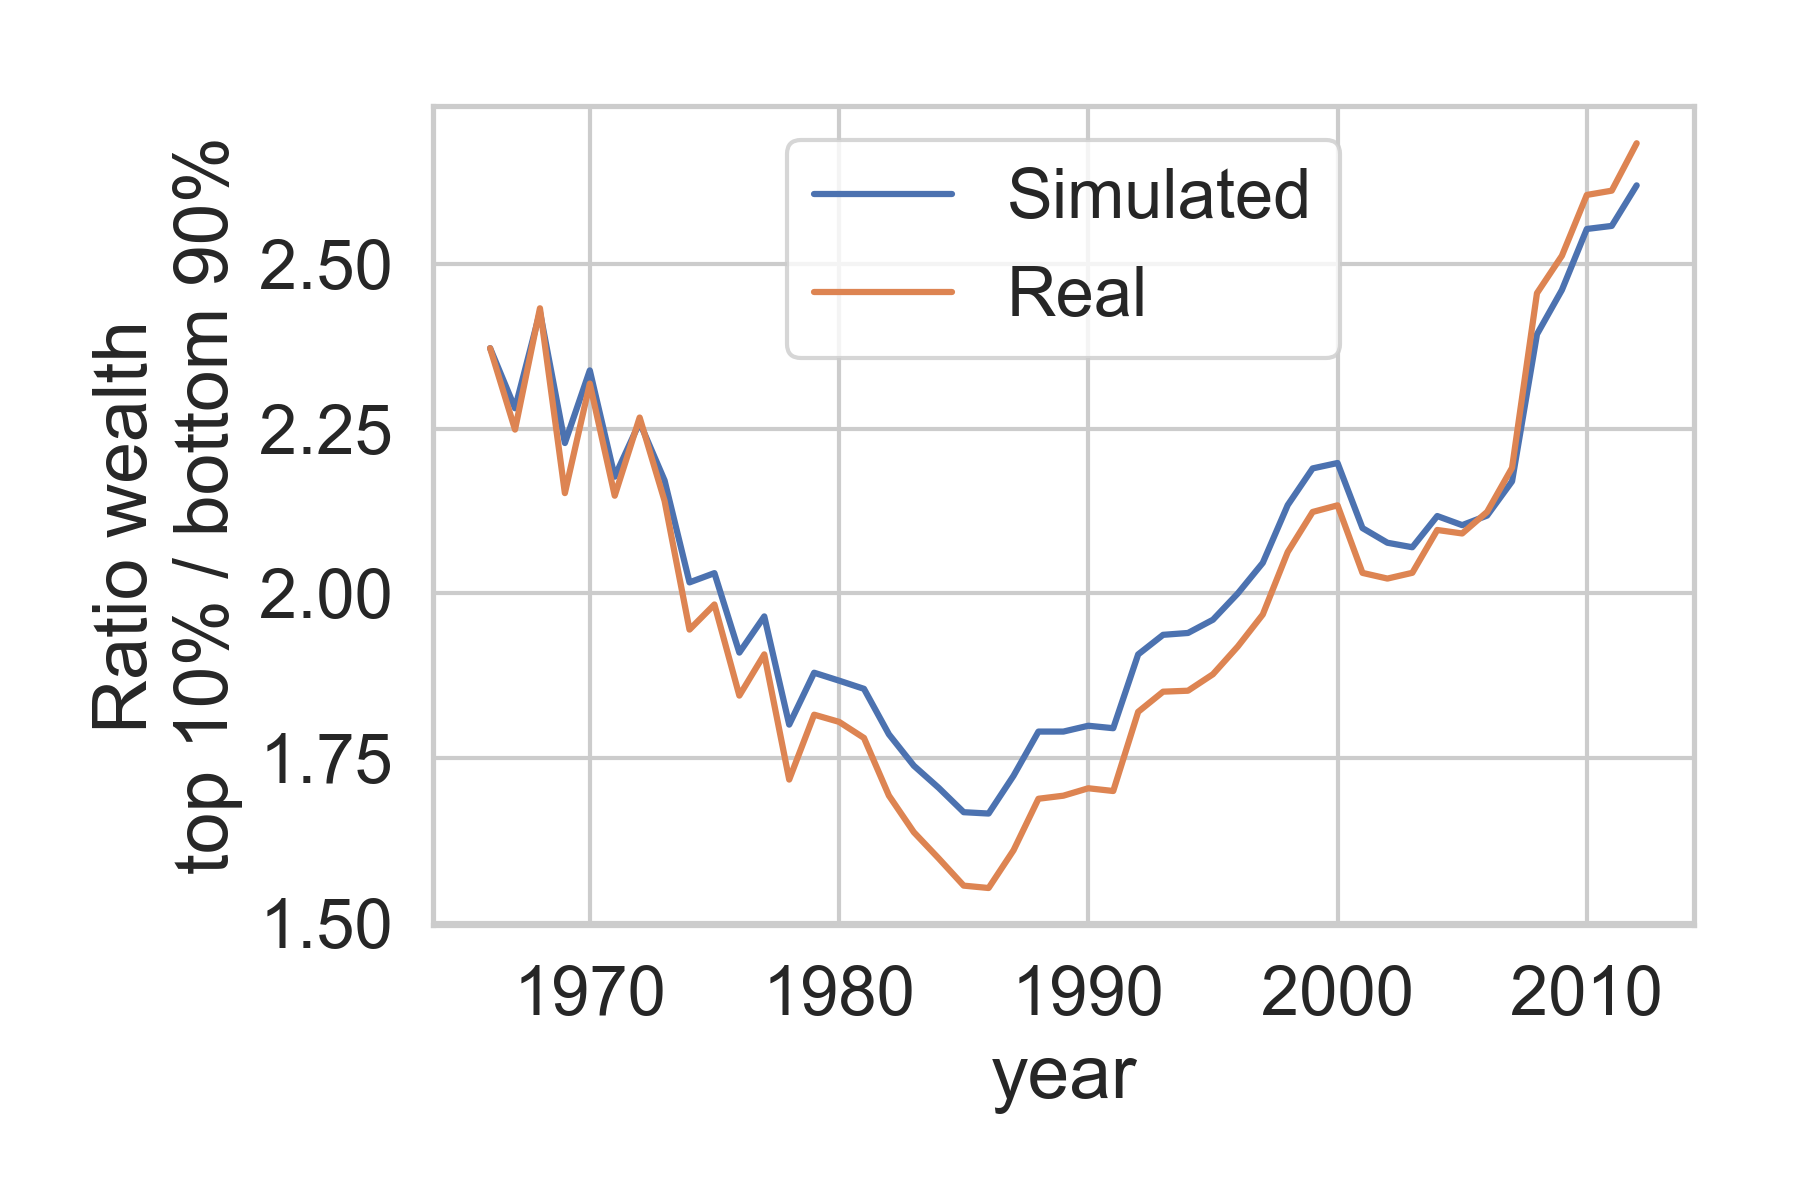 Ratio wealth
top 10% / bottom 90%
2.50
2.25
2.00
1.75
1.50
Simulated
Real
1970 1980 1990 2000 2010
year